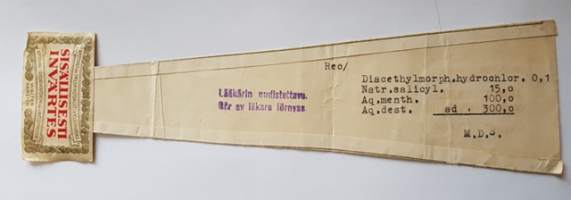 SISÄLLISESTI
INVÄRTES
Lääkärin uudistettava.
Bör av läkare förnyas
Rec/
Diacethylmorph.hydrochlor. 0,1
Natr.salicyl. 15,0
Aq.menth. 100,0
Aq.dest. ad . 300,0
M.D.S.